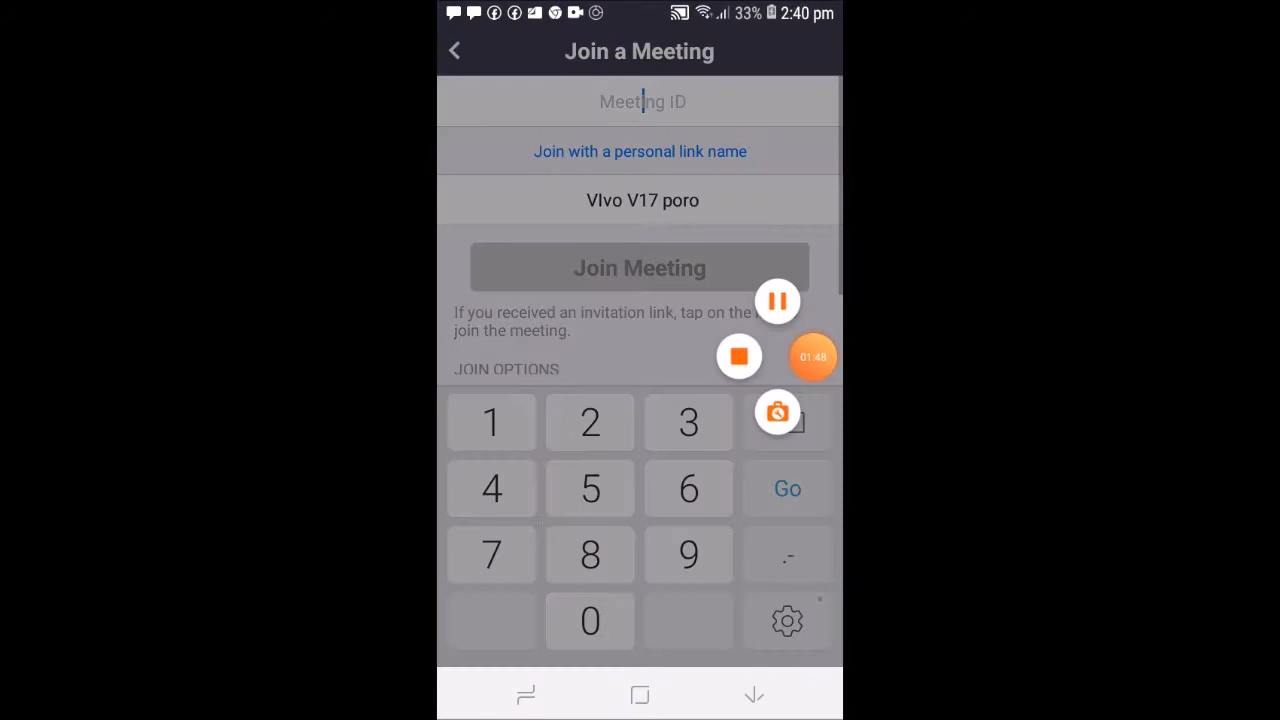 33% 2:40 pm
Join a Meeting
Meeting ID
Join with a personal link name
VIvo V17 poro
Join Meeting
If you received an invitation link, tap on the
join the meeting.
01:48
JOIN OPTIONS
1 2 3
4 5 6 Go
7 8 9 .-
0